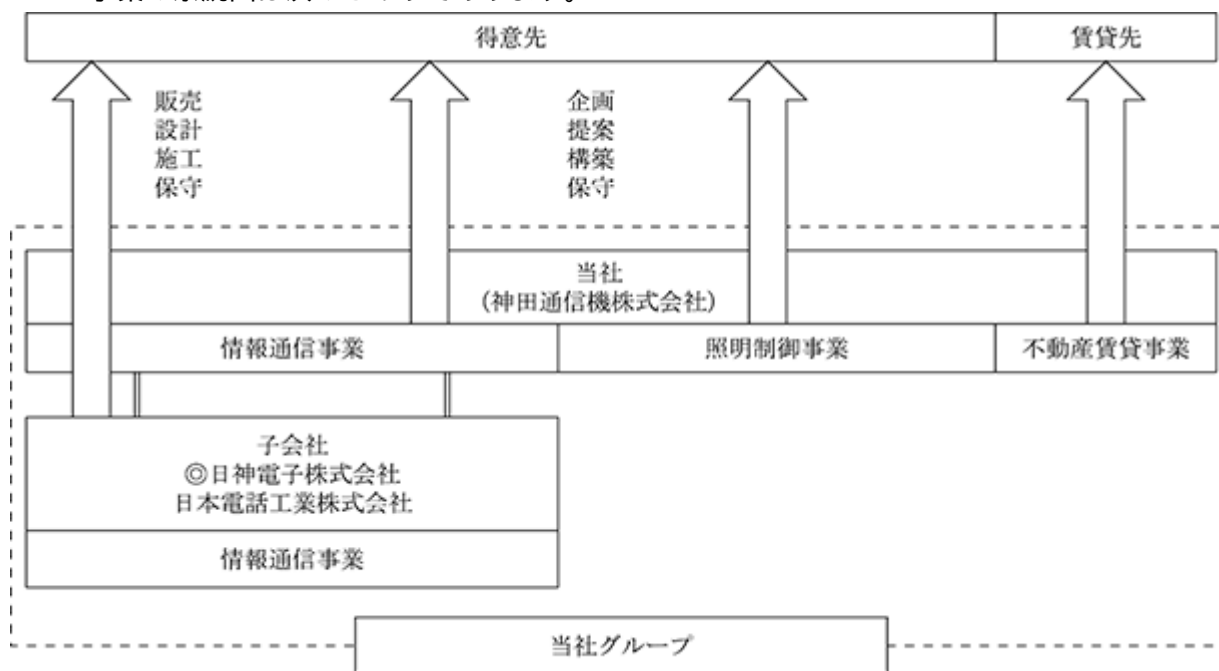 得意先
賃貸先
販売
設計
施工
保守
企画
提案
構築
保守
当社
(神田通信機株式会社)
情報通信事業
照明制御事業
不動産賃貸事業
子会社
◎日神電子株式会社
日本電話工業株式会社
情報通信事業
当社グループ